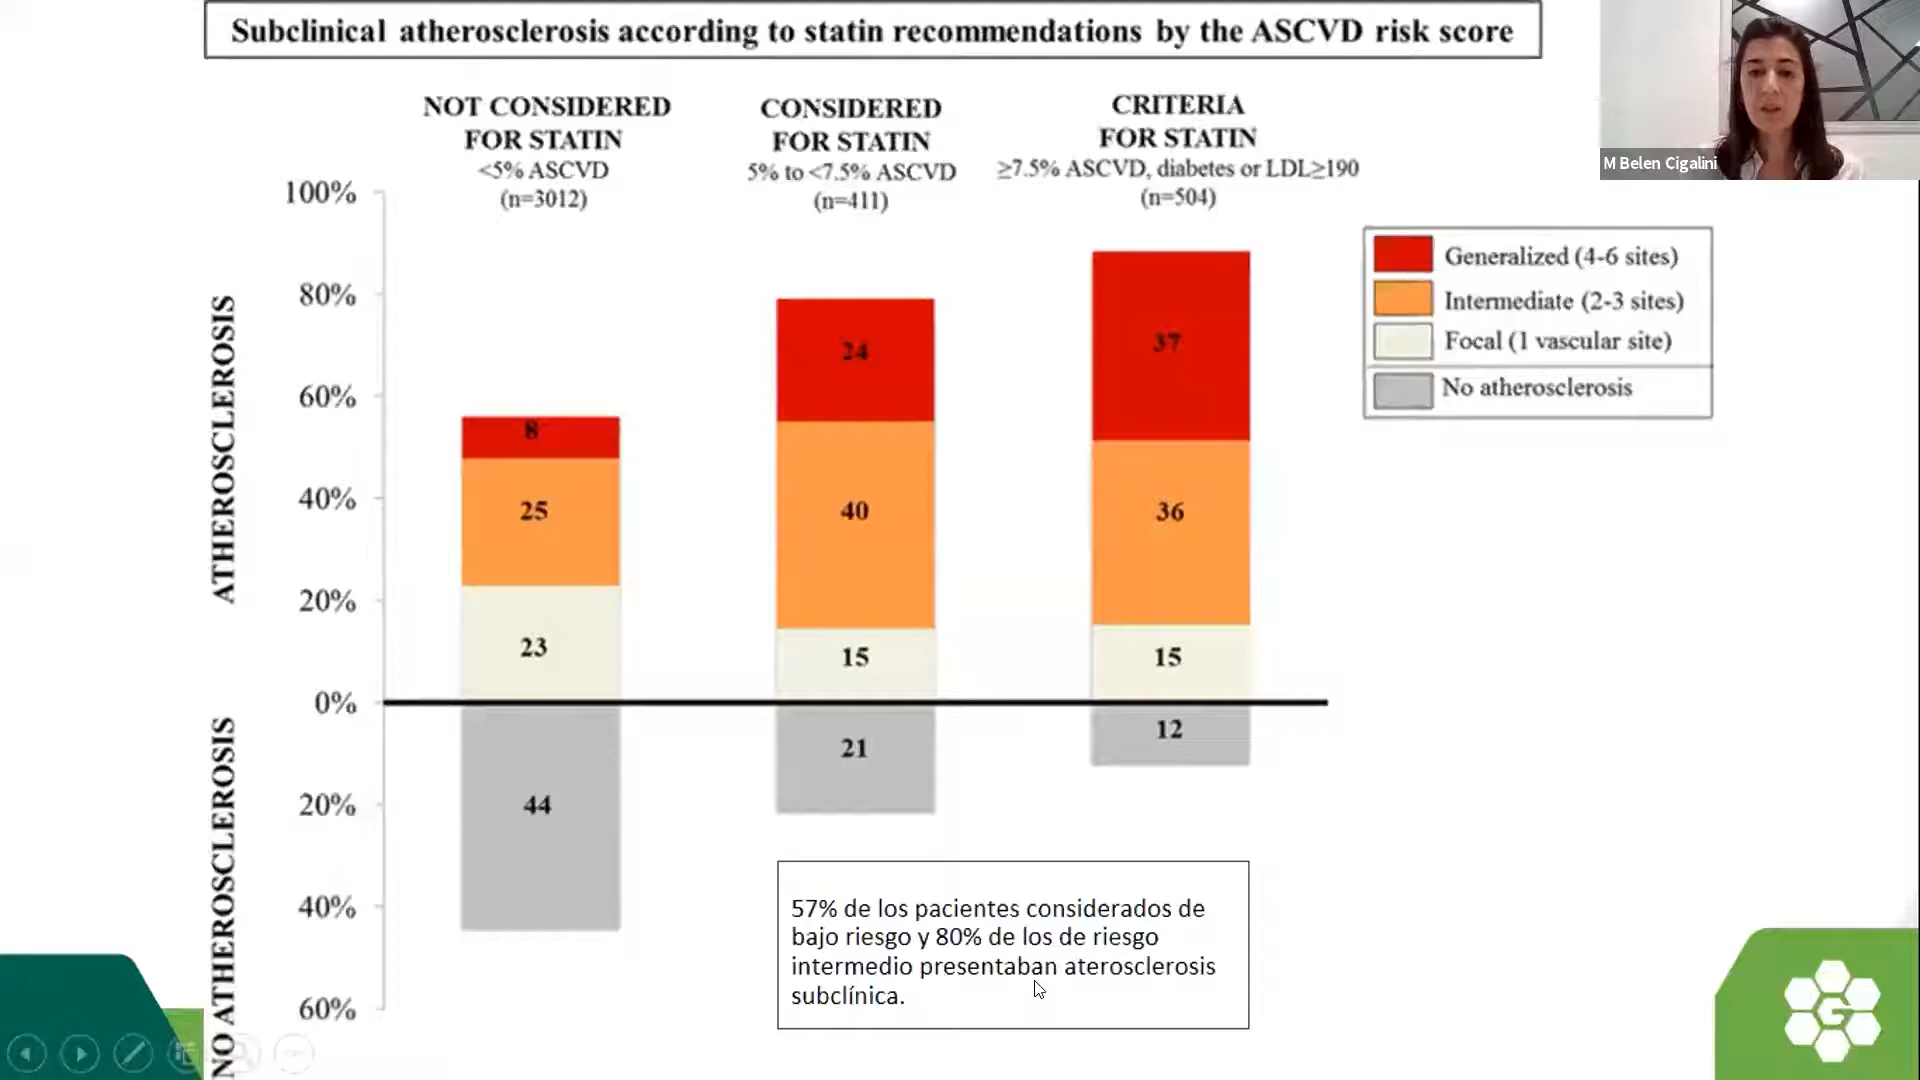 Subclinical atherosclerosis according to statin recommendations by the ASCVD risk score
M Belen Cigalini
NOT CONSIDERED
FOR STATIN
<5% ASCVD
(n=3012)
CONSIDERED
FOR STATIN
5% to <7.5% ASCVD
(n=411)
CRITERIA
FOR STATIN
≥7.5% ASCVD, diabetes or LDL≥190
(n=504)
Generalized (4-6 sites)
Intermediate (2-3 sites)
Focal (1 vascular site)
No atherosclerosis
ATHEROSCLEROSIS
NO ATHEROSCLEROSIS
100%
80%
60%
40%
20%
0%
20%
40%
60%
8
25
23
44
24
40
15
21
37
36
15
12
57% de los pacientes considerados de
bajo riesgo y 80% de los de riesgo
intermedio presentaban aterosclerosis
subclínica.
G